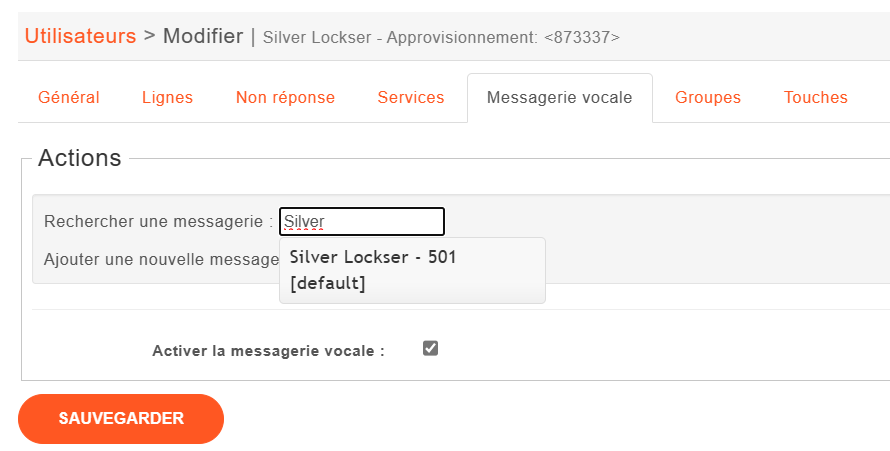 Utilisateurs > Modifier | Silver Lockser - Approvisionnement: <873337>
Général Lignes Non réponse Services Messagerie vocale Groupes Touches
Actions
Rechercher une messagerie : Silver
Silver Lockser - 501
[default]
Ajouter une nouvelle message
Activer la messagerie vocale :
SAUVEGARDER